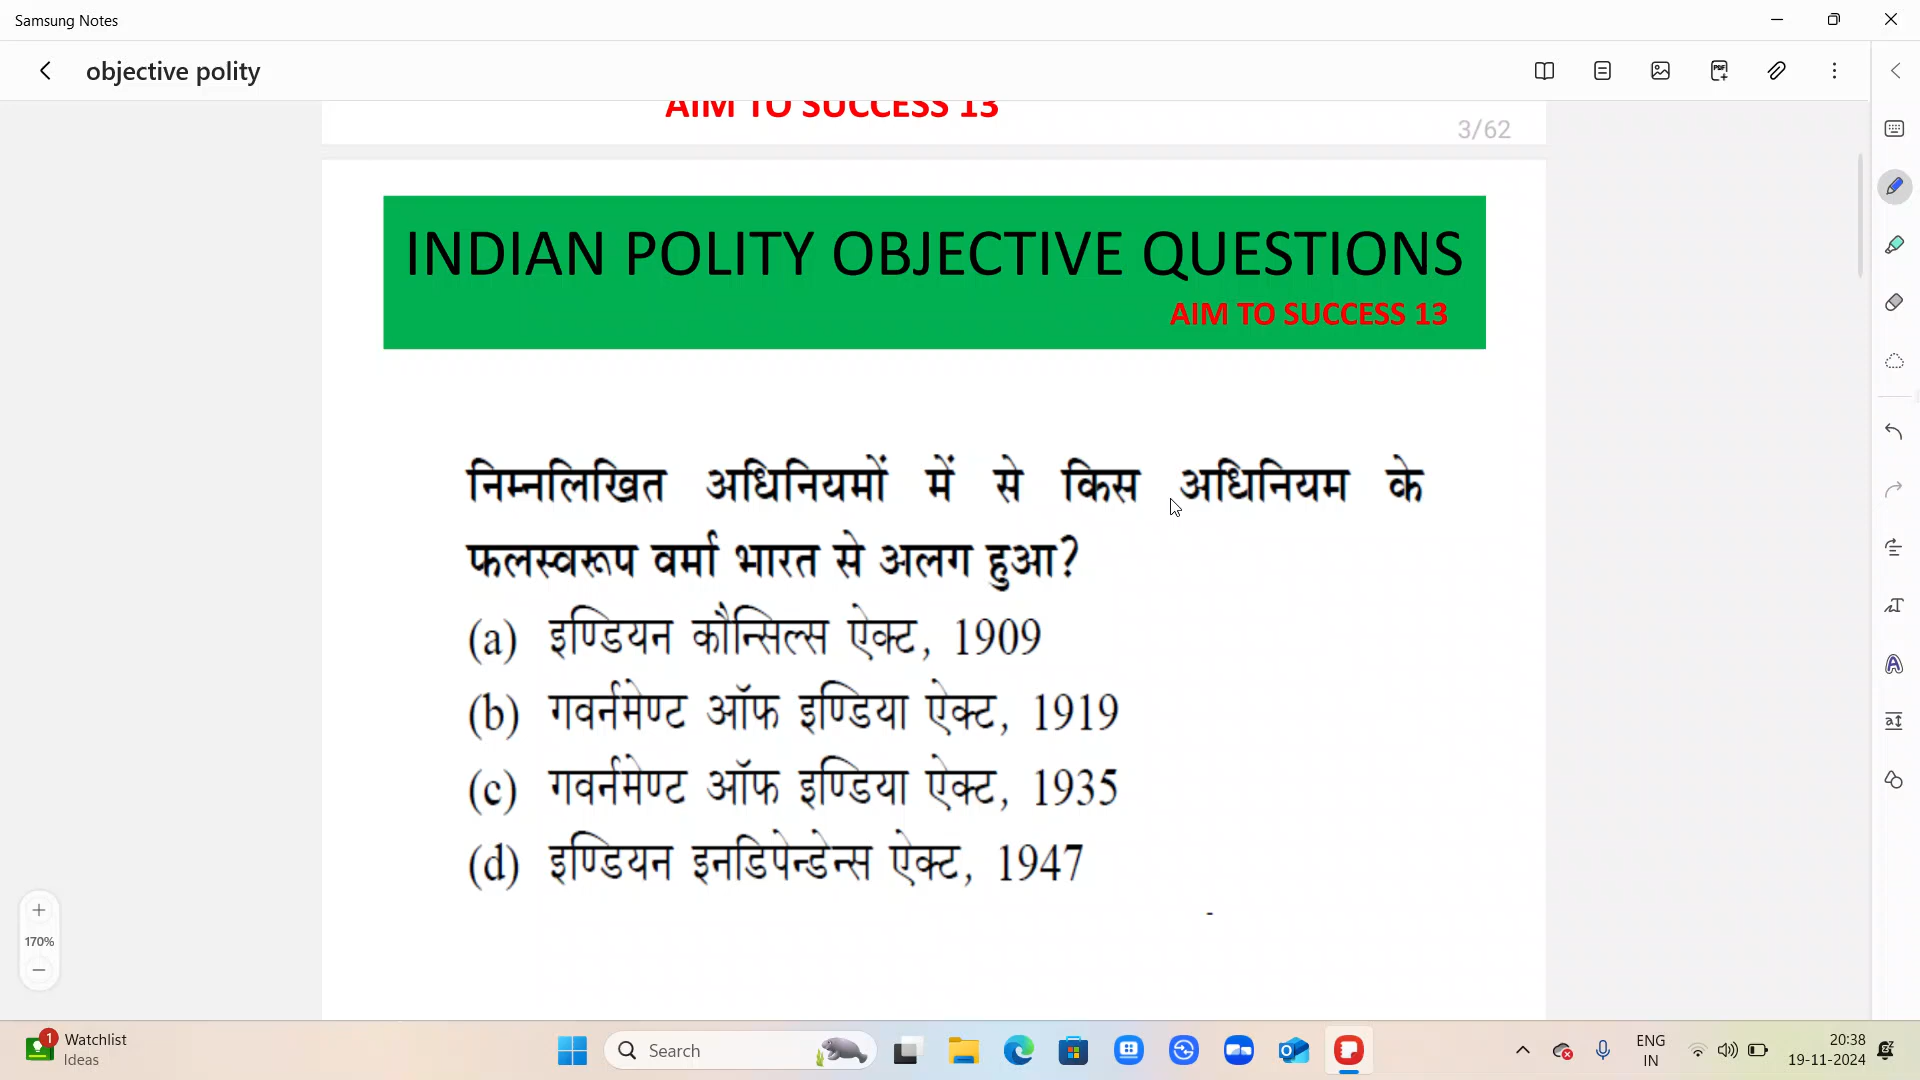 Samsung Notes
objective polity
AIM TO SUCCESS 13
3/62
INDIAN POLITY OBJECTIVE QUESTIONS
AIM TO SUCCESS 13
निम्नलिखित अधिनियमों में से किस अधिनियम के
फलस्वरूप वर्मा भारत से अलग हुआ?
(a) इण्डियन कौन्सिल्स ऐक्ट, 1909
(b) गवर्नमेण्ट ऑफ इण्डिया ऐक्ट, 1919
(c) गवर्नमेण्ट ऑफ इण्डिया ऐक्ट, 1935
(d) इण्डियन इनडिपेन्डेन्स ऐक्ट, 1947
170%
1
Watchlist
Ideas
Search
ENG
IN
20:38
19-11-2024